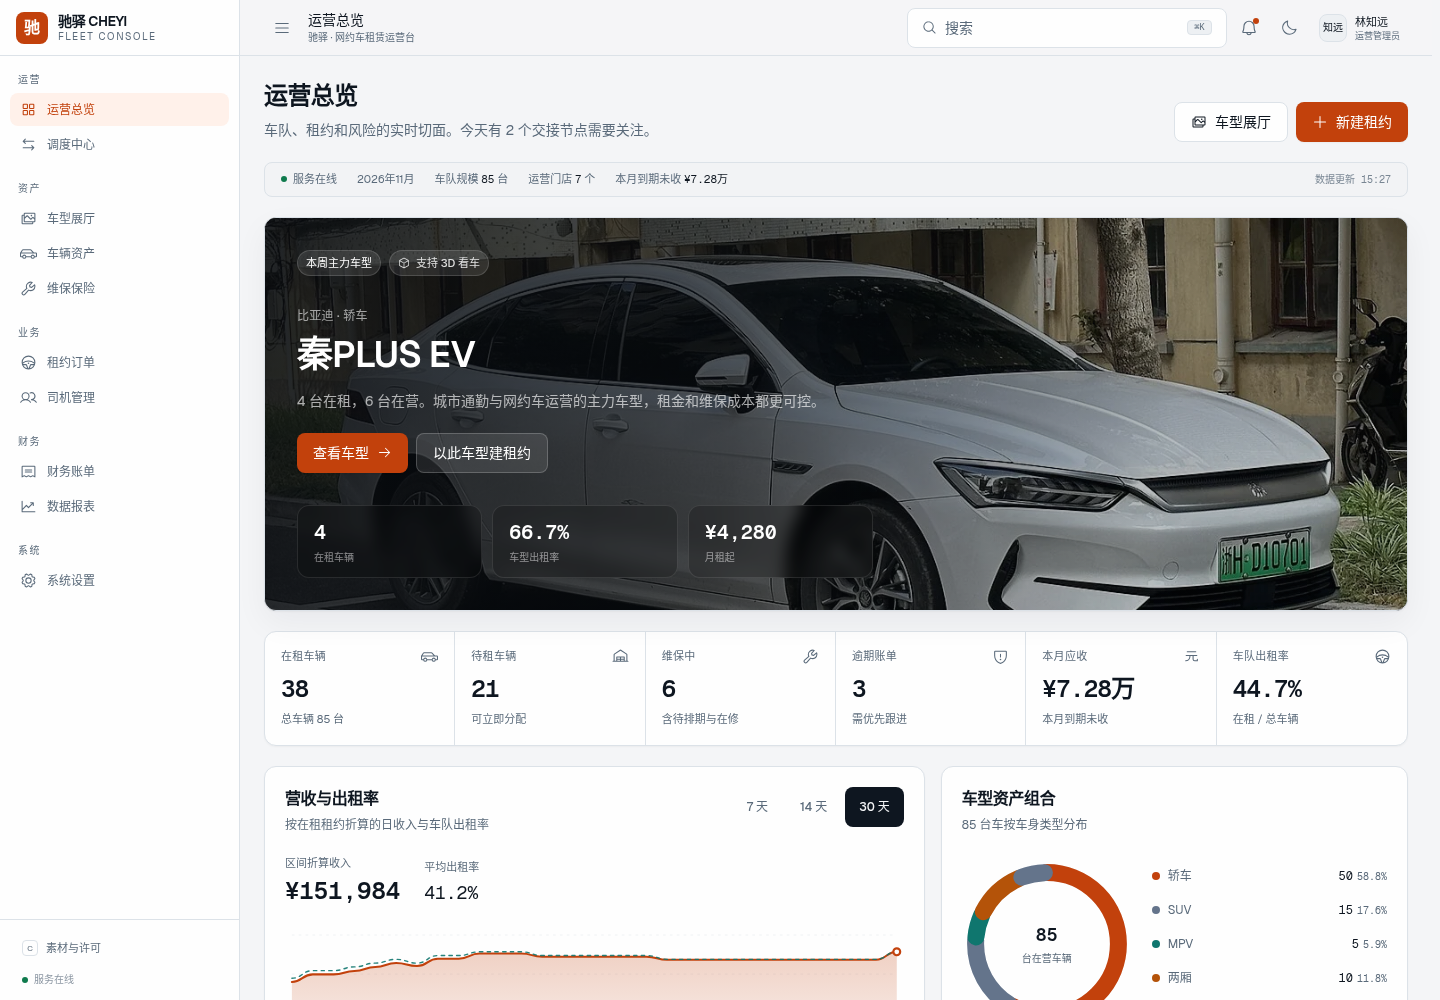 驰
驰驿 CHEYI
FLEET CONSOLE
运营
运营总览
调度中心
资产
车型展厅
车辆资产
维保保险
业务
租约订单
司机管理
财务
财务账单
数据报表
系统
系统设置
C 素材与许可
服务在线
运营总览
驰驿 · 网约车租赁运营台
搜索
⌘K
知远
林知远
运营管理员
运营总览
车队、租约和风险的实时切面。今天有 2 个交接节点需要关注。
车型展厅
新建租约
服务在线 2026年11月 车队规模 85 台 运营门店 7 个 本月到期未收 ¥7.28万
数据更新 15:27
本周主力车型
支持 3D 看车
比亚迪 · 轿车
秦PLUS EV
4 台在租，6 台在营。城市通勤与网约车运营的主力车型，租金和维保成本都更可控。
查看车型
以此车型建租约
4
在租车辆
66.7%
车型出租率
¥4,280
月租起
浙H·D10701
在租车辆
38
总车辆 85 台
待租车辆
21
可立即分配
维保中
6
含待排期与在修
逾期账单
3
需优先跟进
本月应收
元
¥7.28万
本月到期未收
车队出租率
44.7%
在租 / 总车辆
营收与出租率
按在租租约折算的日收入与车队出租率
7 天
14 天
30 天
区间折算收入
¥151,984
平均出租率
41.2%
车型资产组合
85 台车按车身类型分布
85
台在营车辆
轿车 50 58.8%
SUV 15 17.6%
MPV 5 5.9%
两厢 10 11.8%